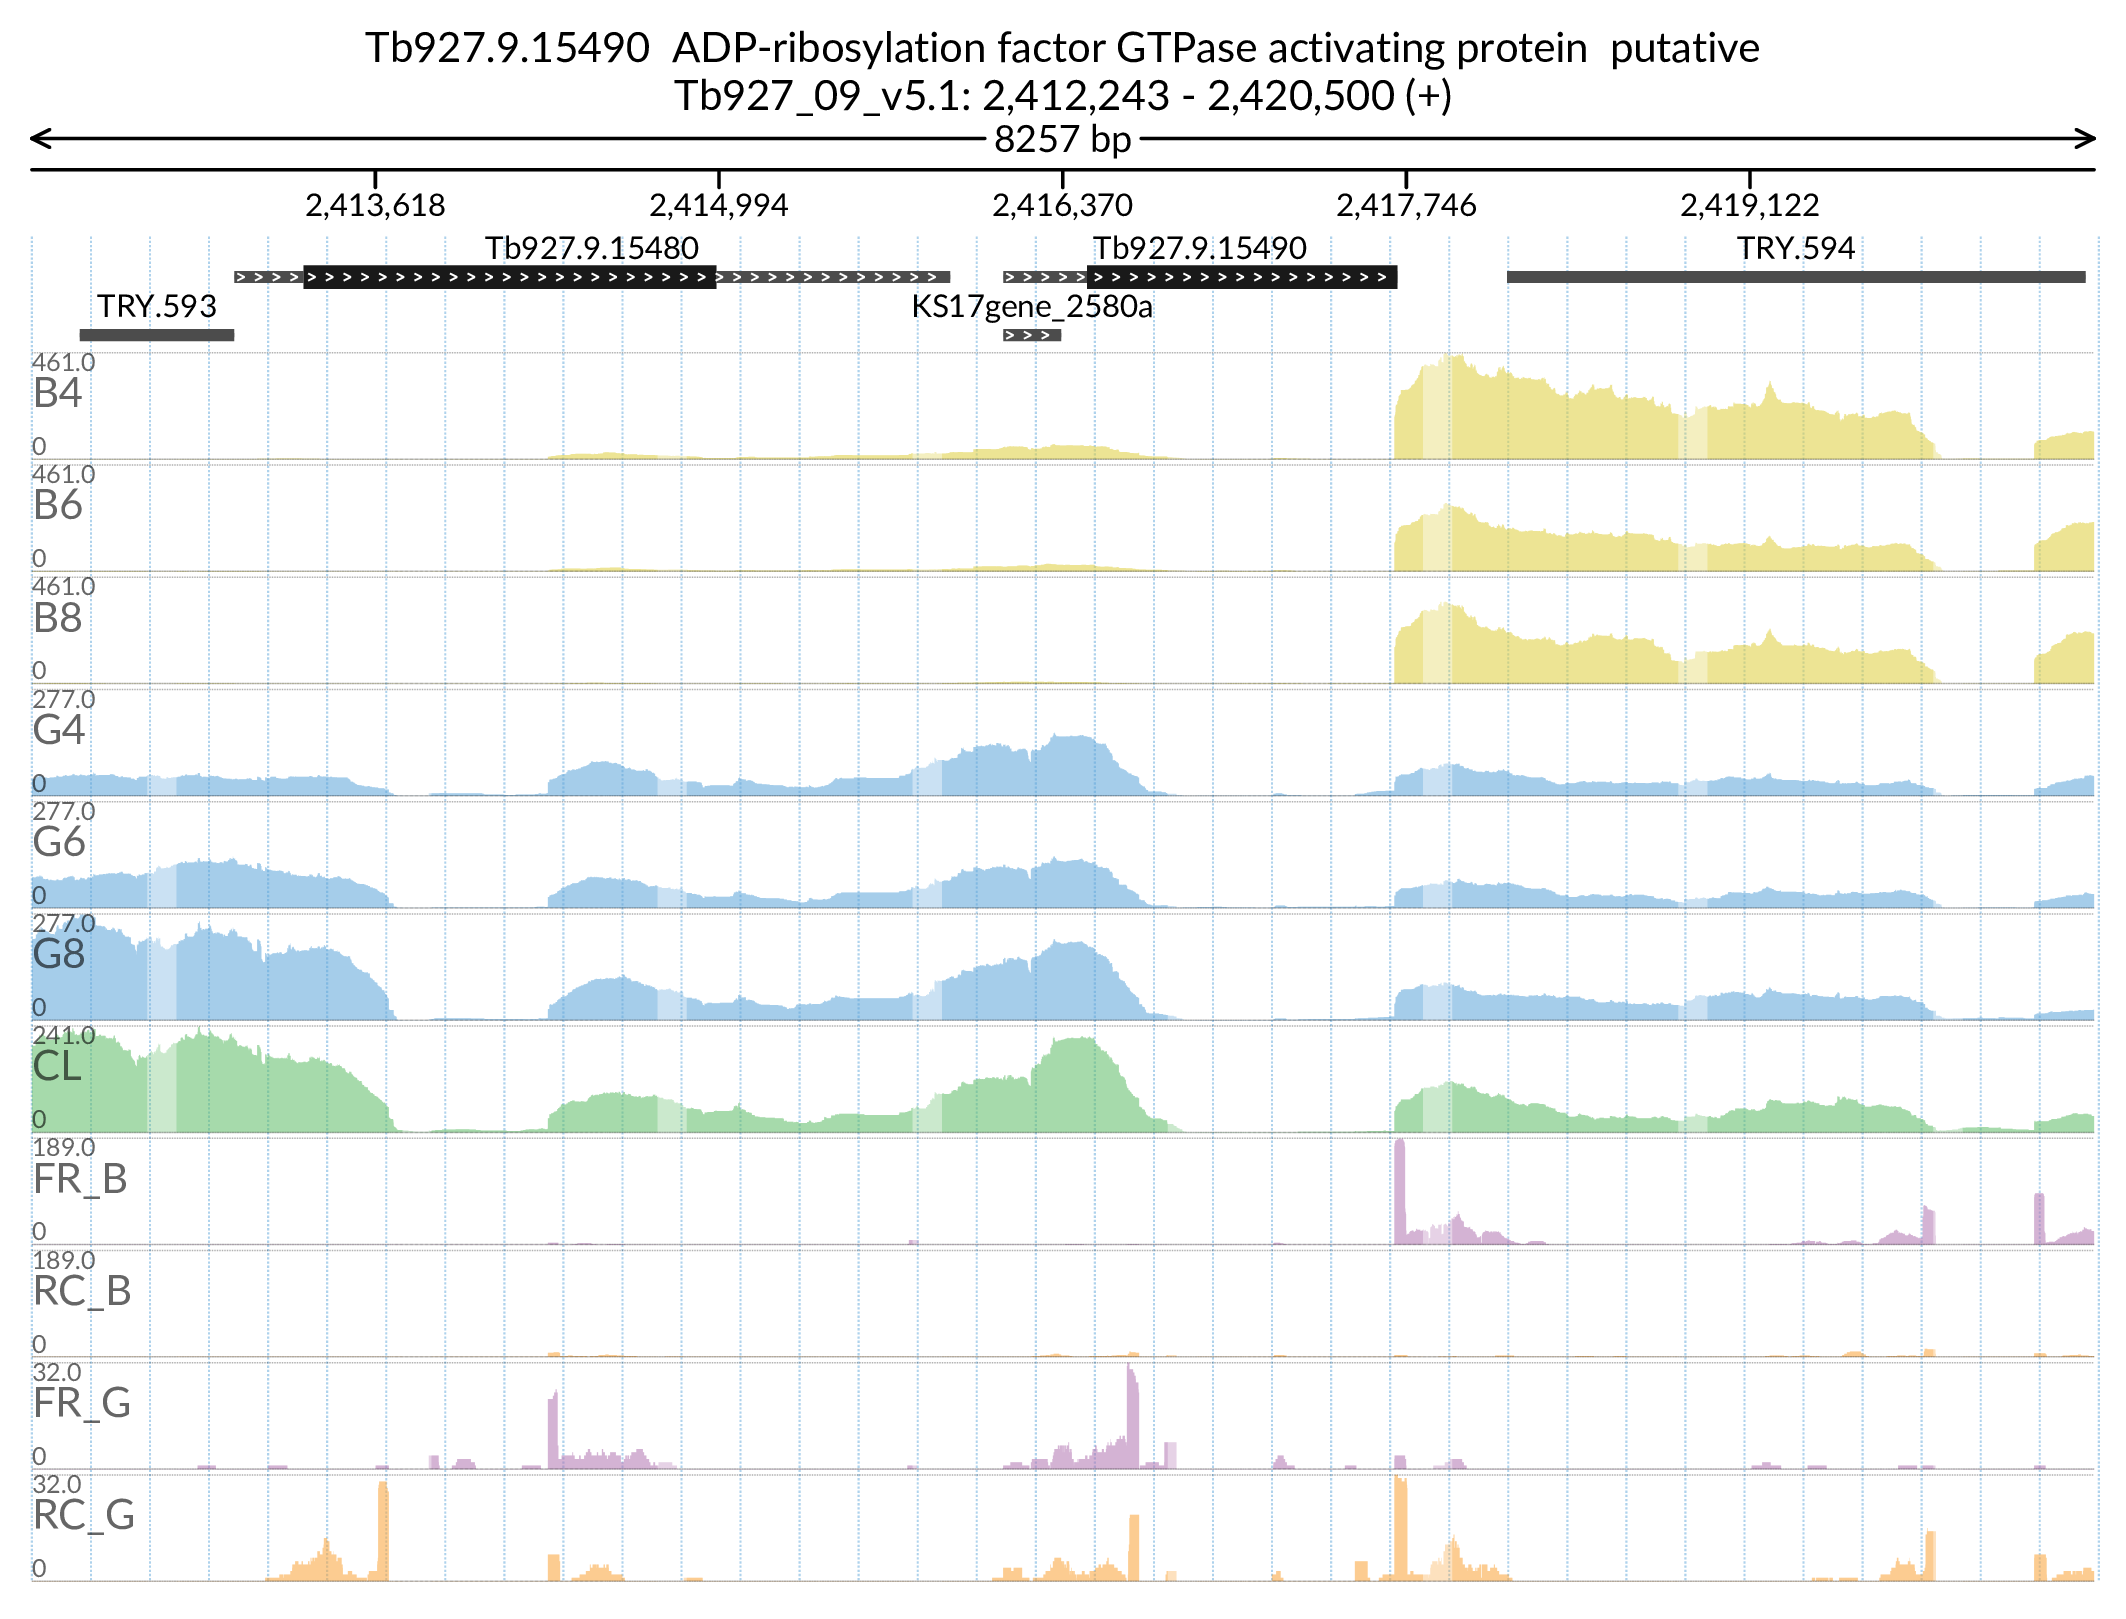 Tb927.9.15490  ADP-ribosylation factor GTPase activating protein  putative
Tb927_09_v5.1: 2,412,243 - 2,420,500 (+)
8257 bp
2,413,618 2,414,994 2,416,370 2,417,746 2,419,122
Tb927.9.15480 Tb927.9.15490 TRY.594
TRY.593 KS17gene_2580a
461.0
B4
0
461.0
B6
0
461.0
B8
0
277.0
G4
0
277.0
G6
0
277.0
G8
0
241.0
CL
0
189.0
FR_B
0
189.0
RC_B
0
32.0
FR_G
0
32.0
RC_G
0